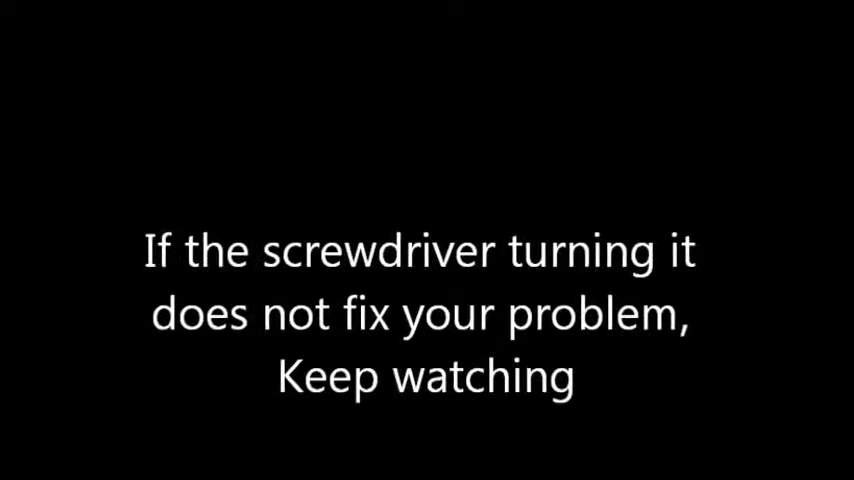 If the screwdriver turning it
does not fix your problem,
Keep watching